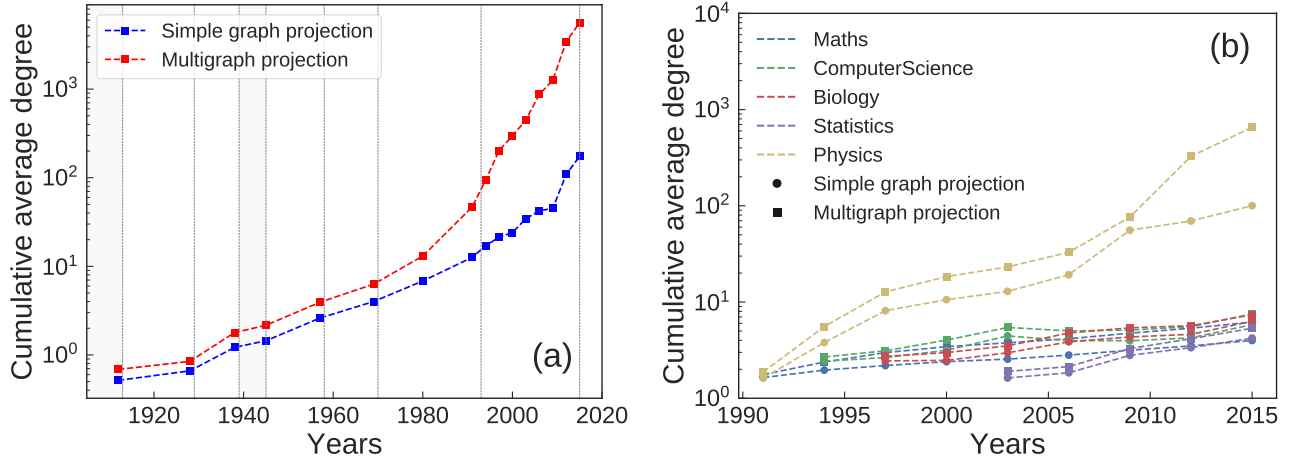 Simple graph projection
Multigraph projection
10^3
10^2
10^1
10^0
Cumulative average degree
(a)
1920 1940 1960 1980 2000 2020
Years
(b)
Maths
ComputerScience
Biology
Statistics
Physics
Simple graph projection
Multigraph projection
10^4
10^3
10^2
10^1
10^0
Cumulative average degree
1990 1995 2000 2005 2010 2015
Years